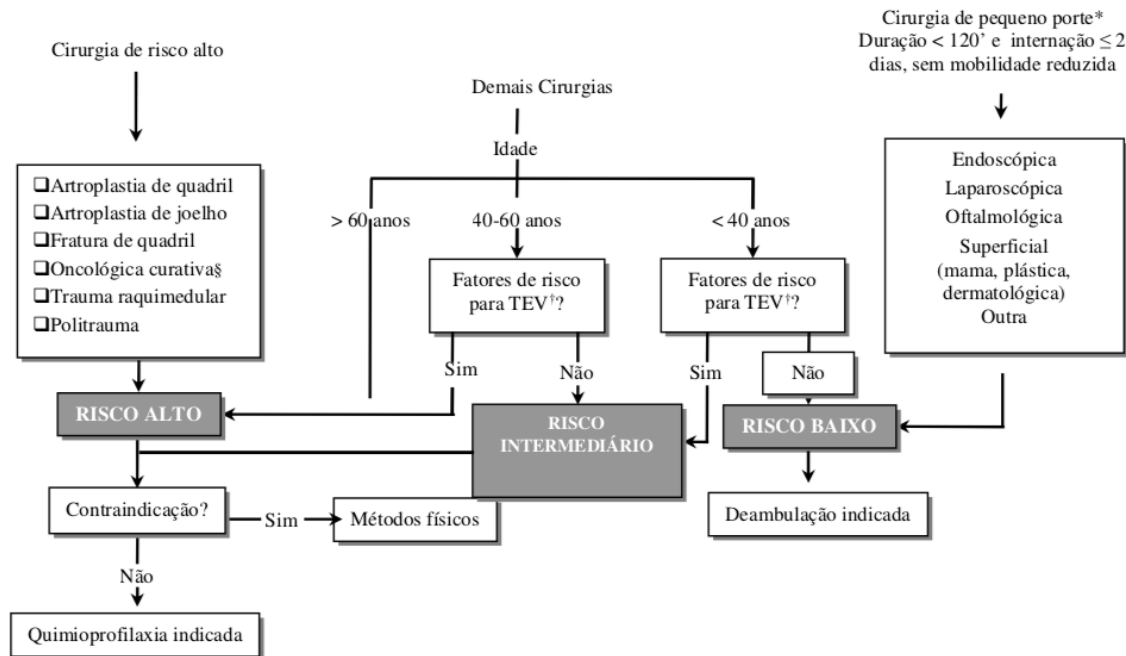 Cirurgia de risco alto
❑Artroplastia de quadril
❑Artroplastia de joelho
❑Fratura de quadril
❑Oncológica curativa§
❑Trauma raquimedular
❑Politrauma
Demais Cirurgias
Idade
> 60 anos
40-60 anos
< 40 anos
Fatores de risco
para TEV†?
Fatores de risco
para TEV†?
Sim
Não
Sim
Não
Cirurgia de pequeno porte*
Duração < 120’ e internação ≤ 2
dias, sem mobilidade reduzida
Endoscópica
Laparoscópica
Oftalmológica
Superficial
(mama, plástica,
dermatológica)
Outra
RISCO ALTO
RISCO
INTERMEDIÁRIO
RISCO BAIXO
Contraindicação?
Sim
Métodos físicos
Deambulação indicada
Não
Quimioprofilaxia indicada